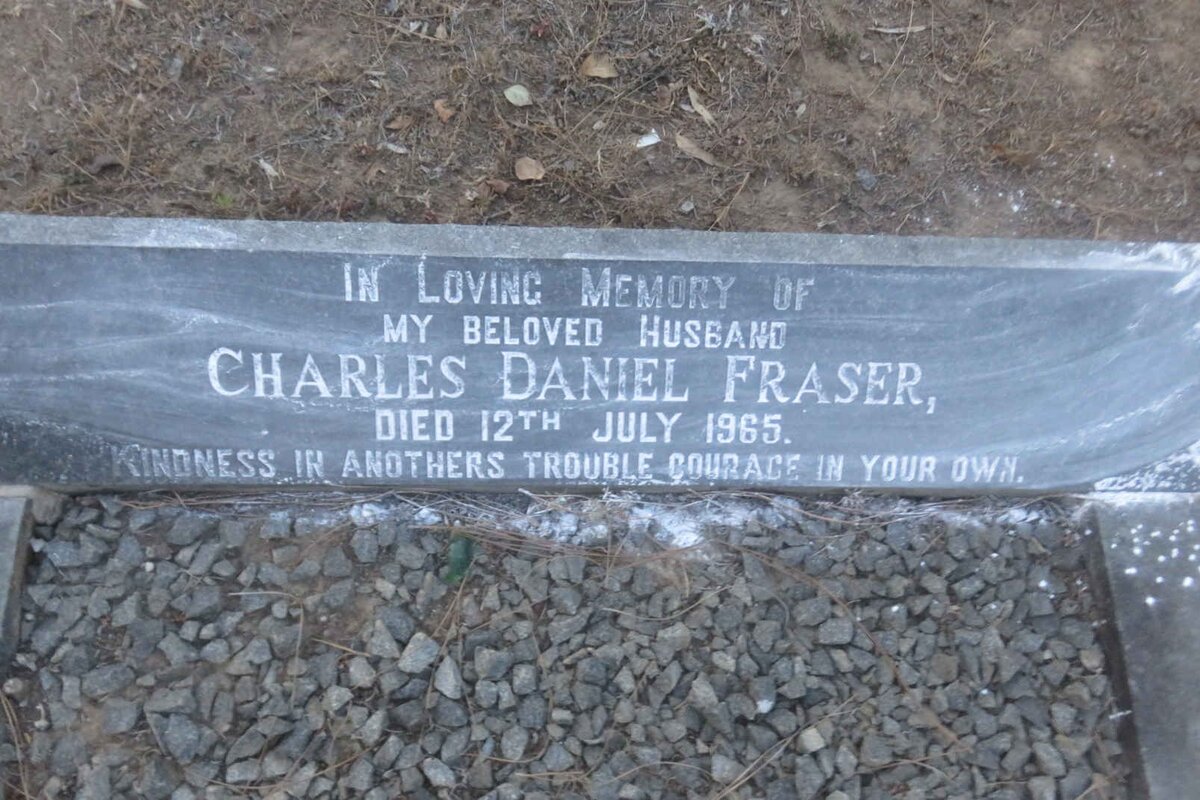 IN LOVING MEMORY OF
MY BELOVED HUSBAND
CHARLES DANIEL FRASER,
DIED 12TH JULY 1965.
KINDNESS IN ANOTHERS TROUBLE COURAGE IN YOUR OWN.